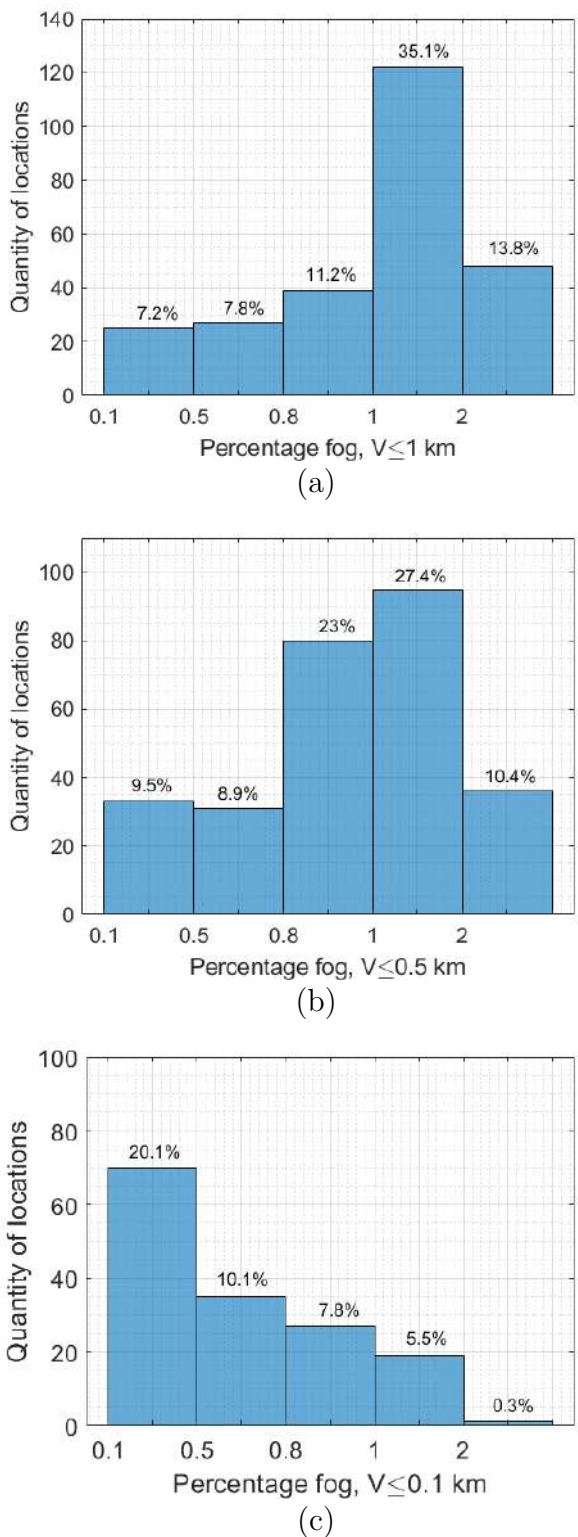 140
35.1%
120
100
Quantity of locations
80
60
13.8%
11.2%
40
7.2%
7.8%
20
0
0.1 0.5 0.8 1 2
Percentage fog, V≤1 km
(a)
100
27.4%
23%
80
Quantity of locations
60
40
9.5%
8.9%
10.4%
20
0
0.1 0.5 0.8 1 2
Percentage fog, V≤0.5 km
(b)
100
80
20.1%
Quantity of locations
60
40
10.1%
7.8%
5.5%
20
0.3%
0
0.1 0.5 0.8 1 2
Percentage fog, V≤0.1 km
(c)